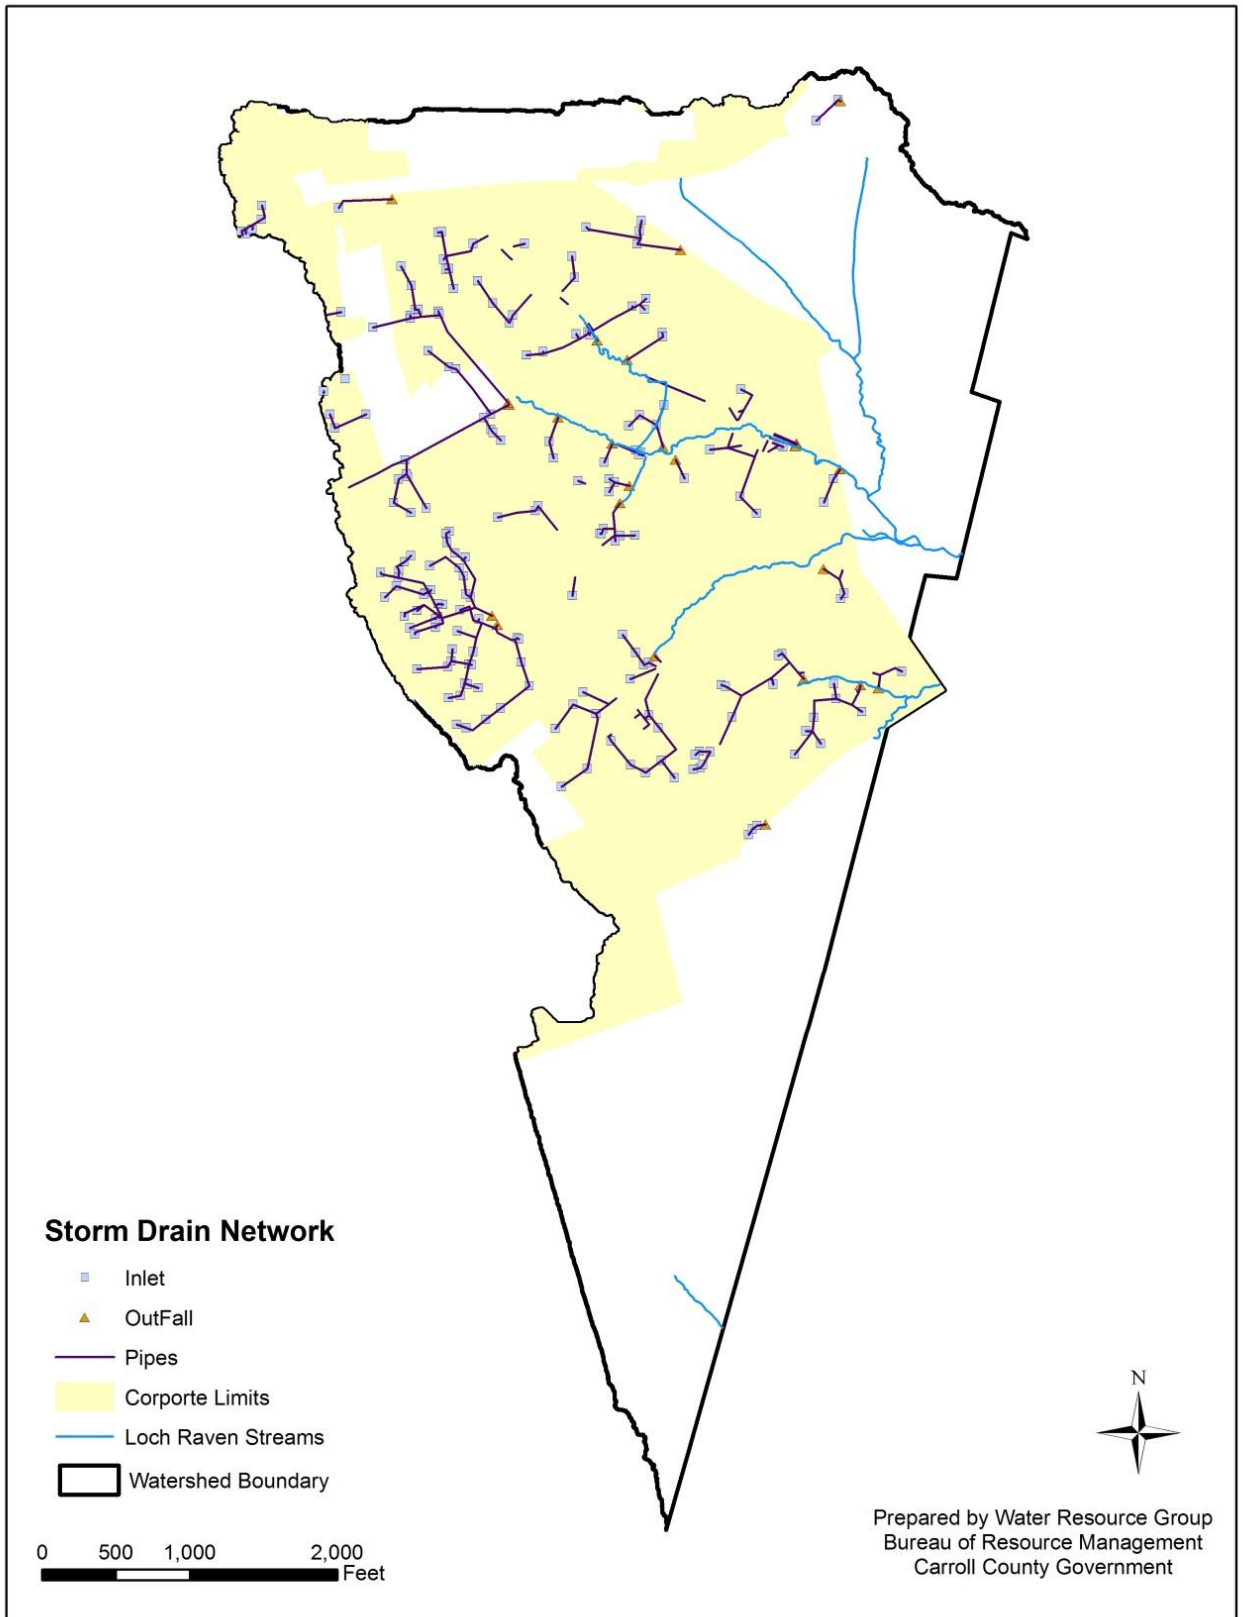 Storm Drain Network
Inlet
OutFall
Pipes
Corporte Limits
Loch Raven Streams
Watershed Boundary
0 500 1,000 2,000
Feet
N
Prepared by Water Resource Group
Bureau of Resource Management
Carroll County Government